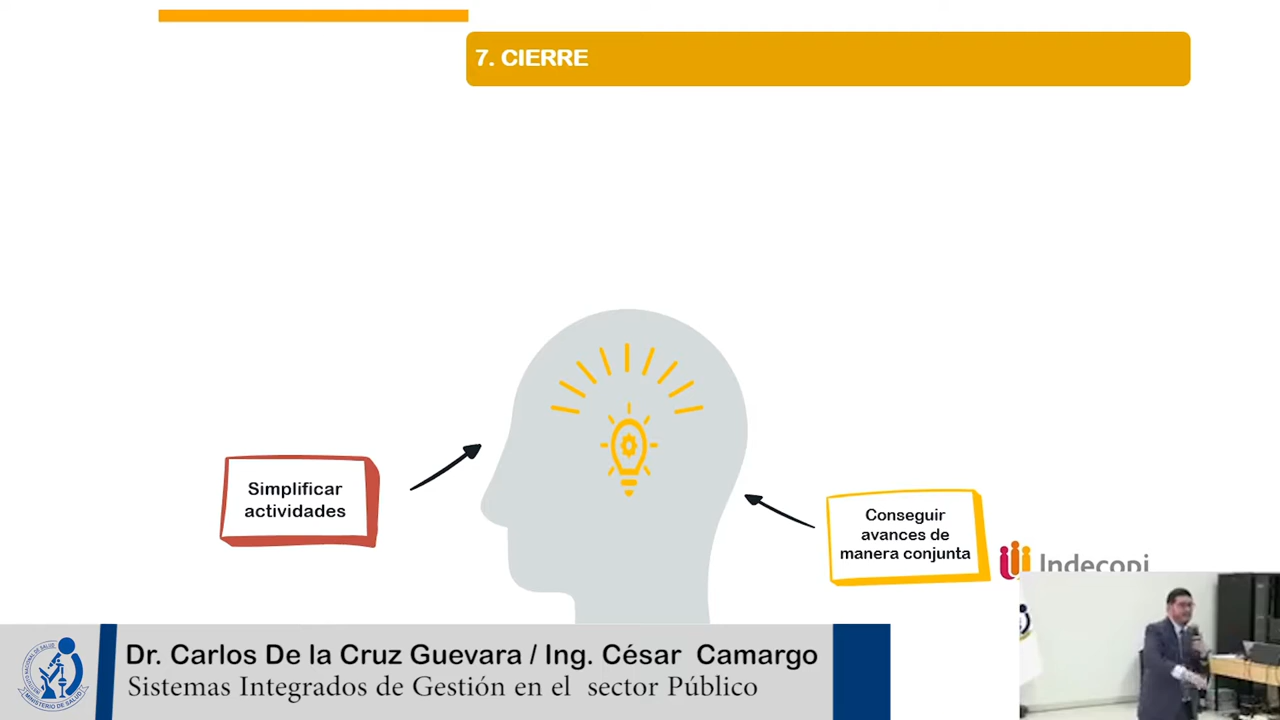 7. CIERRE
Simplificar
actividades
Conseguir
avances de
manera conjunta
Indecopi
Dr. Carlos De la Cruz Guevara / Ing. César Camargo
Sistemas Integrados de Gestión en el sector Público